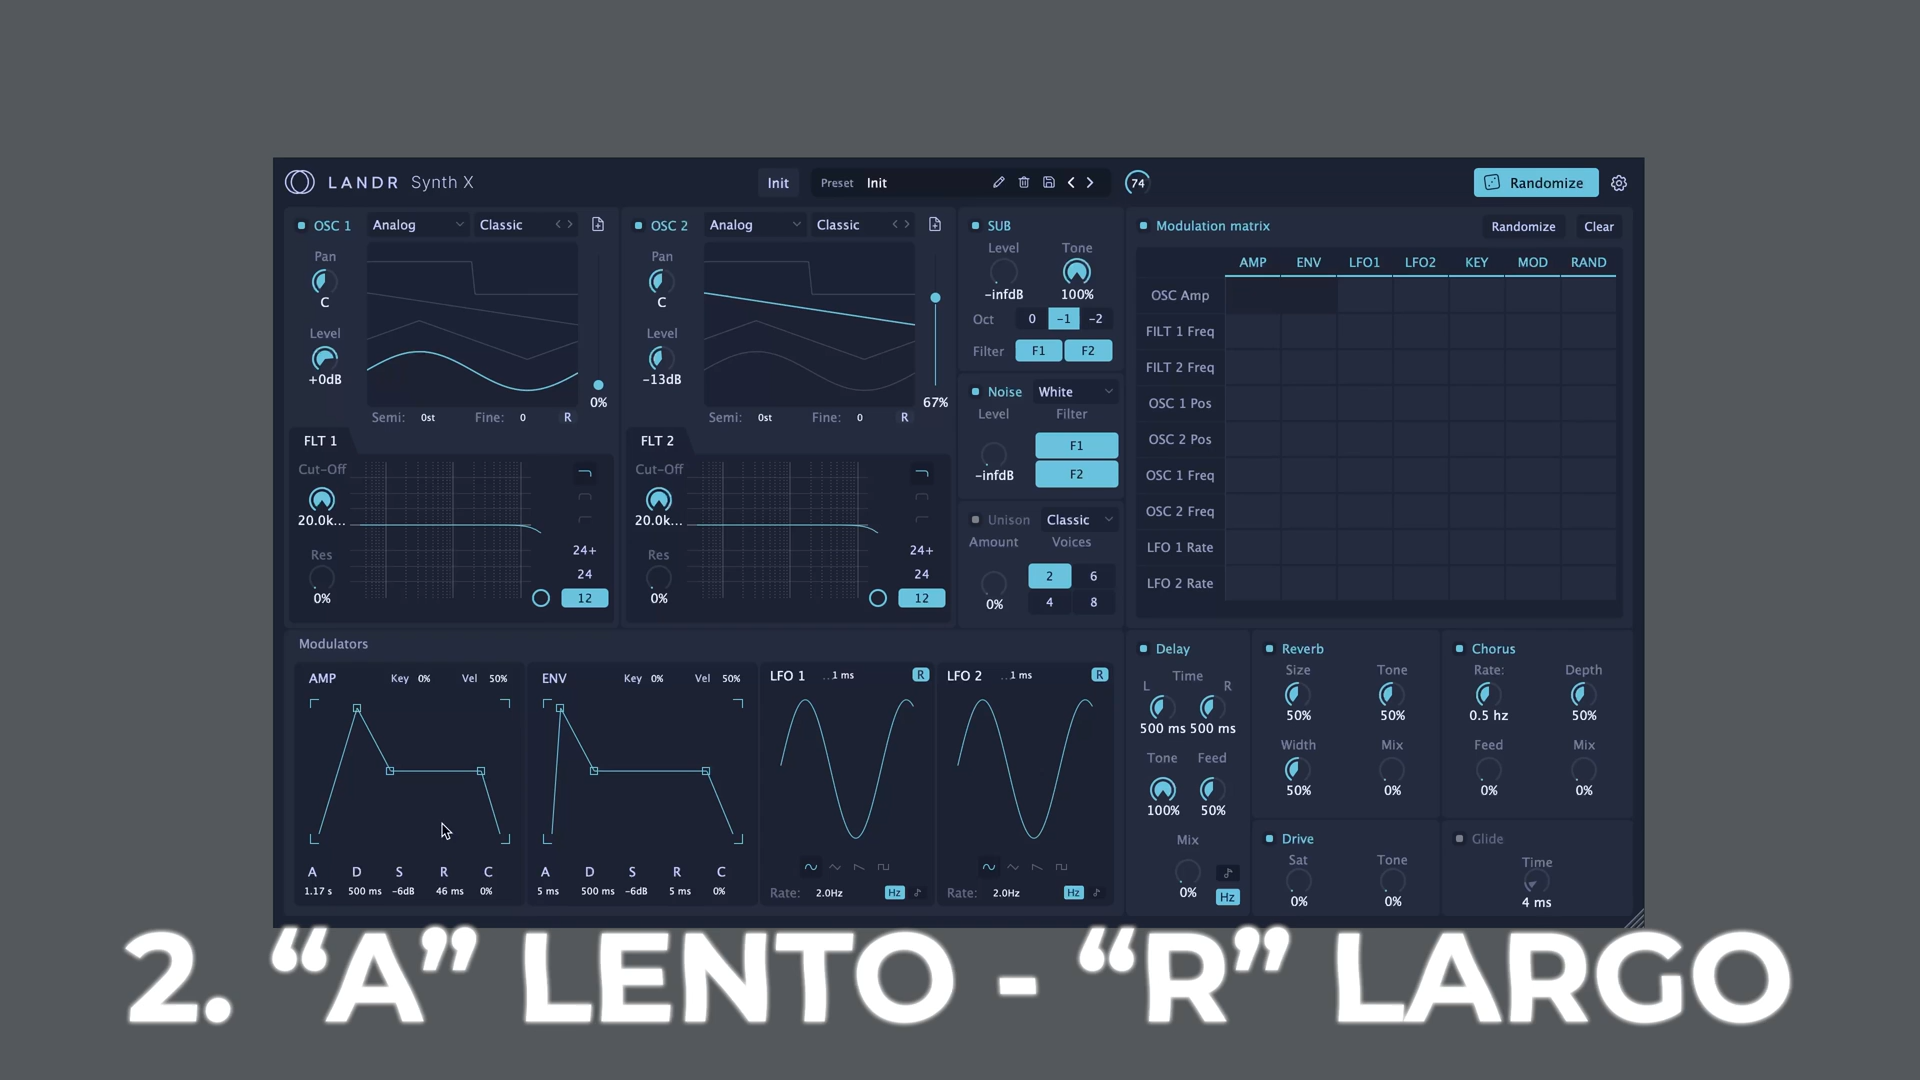 LANDR Synth X
Init Preset Init 74 Randomize
OSC 1 Analog Classic
Pan
C
Level
+0dB
0%
Semi: 0st Fine: 0 R
OSC 2 Analog Classic
Pan
C
Level
-13dB
67%
Semi: 0st Fine: 0 R
FLT 1
Cut-Off
20.0k...
Res
0%
24+
24
12
FLT 2
Cut-Off
20.0k...
Res
0%
24+
24
12
SUB
Level Tone
-infdB 100%
Oct 0 -1 -2
Filter F1 F2
Noise White
Level Filter
F1
-infdB F2
Unison Classic
Amount Voices
2 6
0% 4 8
Modulation matrix Randomize Clear
AMP ENV LFO1 LFO2 KEY MOD RAND
OSC Amp
FILT 1 Freq
FILT 2 Freq
OSC 1 Pos
OSC 2 Pos
OSC 1 Freq
OSC 2 Freq
LFO 1 Rate
LFO 2 Rate
Modulators
AMP Key 0% Vel 50%
A D S R C
1.17 s 500 ms -6dB 46 ms 0%
ENV Key 0% Vel 50%
A D S R C
5 ms 500 ms -6dB 5 ms 0%
LFO 1 ...1 ms R
Rate: 2.0Hz Hz
LFO 2 ...1 ms R
Rate: 2.0Hz Hz
Delay
Time
L R
500 ms 500 ms
Tone Feed
100% 50%
Mix
0% Hz
Reverb
Size Tone
50% 50%
Width Mix
50% 0%
Chorus
Rate: Depth
0.5 hz 50%
Feed Mix
0% 0%
Drive
Sat Tone
0% 0%
Glide
Time
4 ms
2. “A” LENTO - “R” LARGO